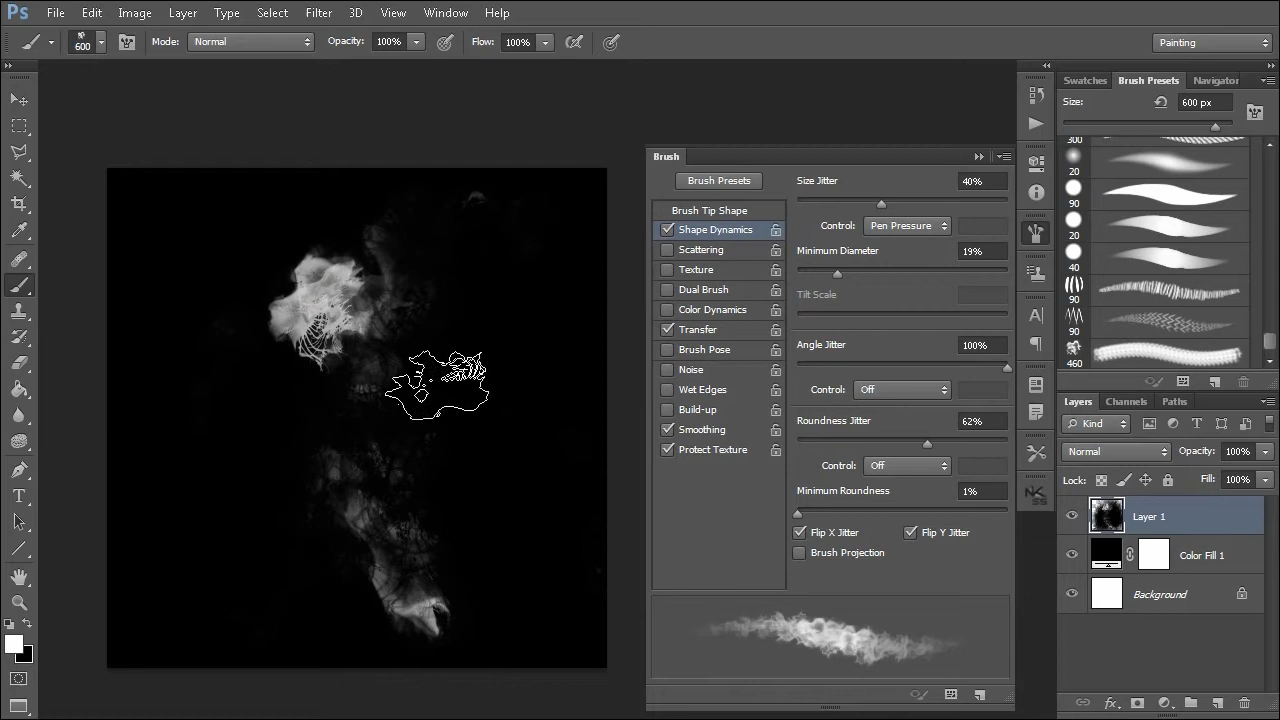 Ps File Edit Image Layer Type Select Filter 3D View Window Help
600 Mode: Normal Opacity: 100% Flow: 100% Painting
Swatches Brush Presets Navigator
Size: 600 px
300
20
90
20
40
90
90
460
Brush
Brush Presets
Brush Tip Shape
Shape Dynamics
Scattering
Texture
Dual Brush
Color Dynamics
Transfer
Brush Pose
Noise
Wet Edges
Build-up
Smoothing
Protect Texture
Size Jitter 40%
Control: Pen Pressure
Minimum Diameter 19%
Tilt Scale
Angle Jitter 100%
Control: Off
Roundness Jitter 62%
Control: Off
Minimum Roundness 1%
Flip X Jitter Flip Y Jitter
Brush Projection
Layers Channels Paths
Kind
Normal Opacity: 100%
Lock: Fill: 100%
Layer 1
Color Fill 1
Background